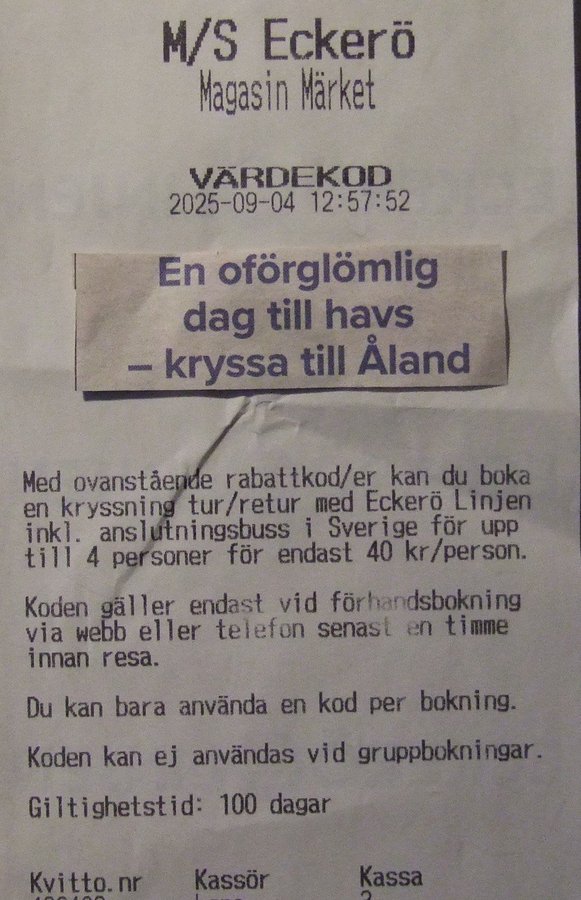 M/S Eckerö
Magasin Märket
VÄRDEKOD
2025-09-04 12:57:52
En oförglömlig
dag till havs
– kryssa till Åland
Med ovanstående rabattkod/er kan du boka
en kryssning tur/retur med Eckerö Linjen
inkl. anslutningsbuss i Sverige för upp
till 4 personer för endast 40 kr/person.
Koden gäller endast vid förhandsbokning
via webb eller telefon senast en timme
innan resa.
Du kan bara använda en kod per bokning.
Koden kan ej användas vid gruppbokningar.
Giltighetstid: 100 dagar
Kvitto.nr Kassör Kassa